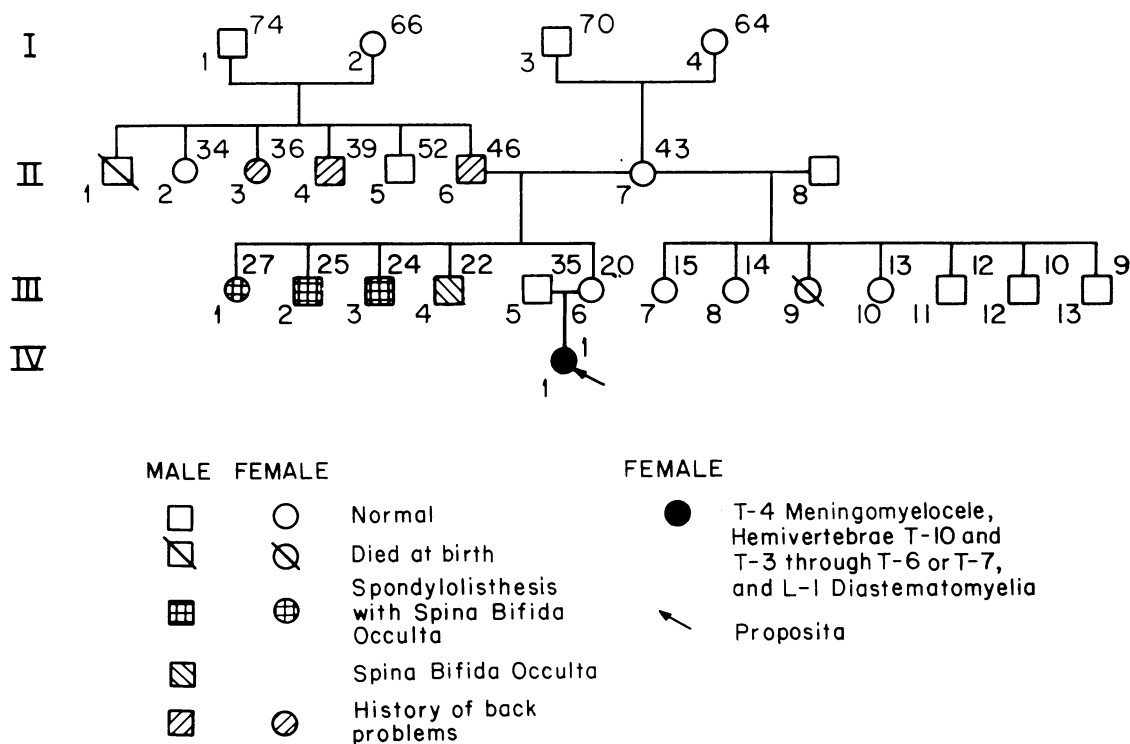 I 74 66 70 64
1 2 3 4
34 36 39 52 46 43
II
1 2 3 4 5 6 7 8
27 25 24 22 35 20 15 14 13 12 10 9
III
1 2 3 4 5 6 7 8 9 10 11 12 13
IV 1
1
MALE FEMALE FEMALE
Normal
Died at birth
Spondylolisthesis
with Spina Bifida
Occulta
Spina Bifida Occulta
History of back
problems
T-4 Meningomyelocele,
Hemivertebrae T-10 and
T-3 through T-6 or T-7,
and L-1 Diastematomyelia
Proposita